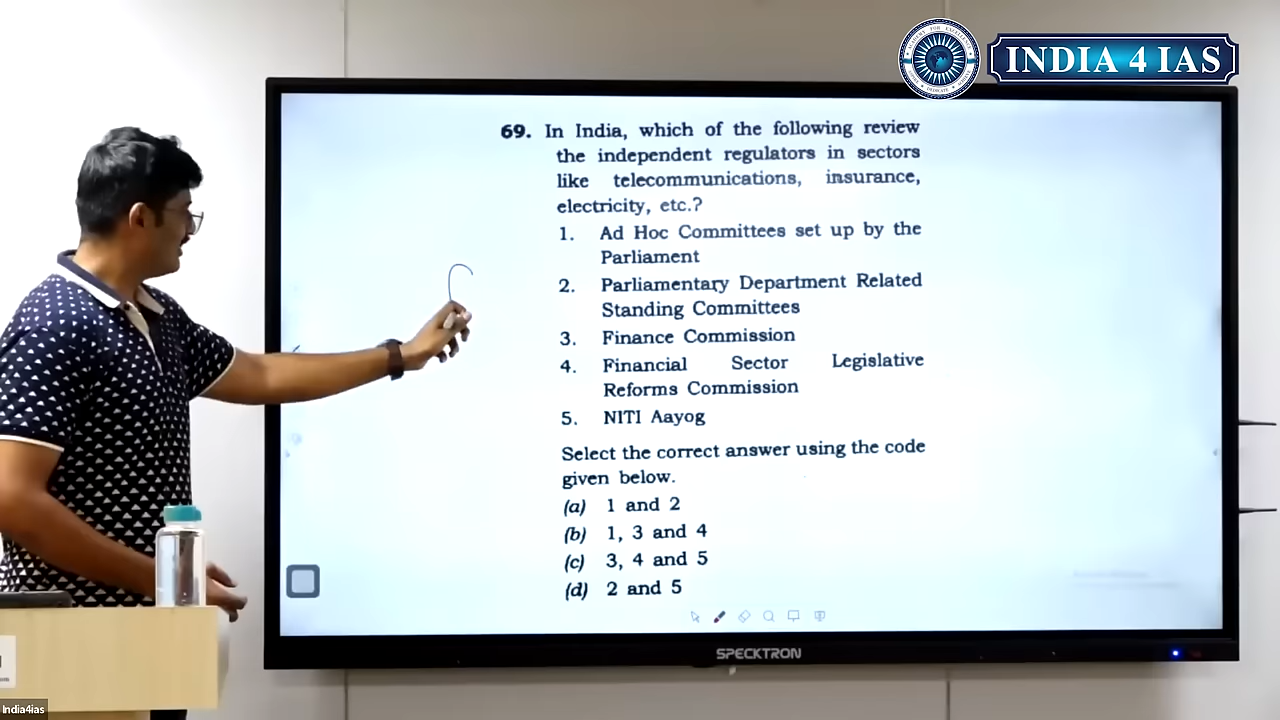 INDIA 4 IAS
69. In India, which of the following review
the independent regulators in sectors
like telecommunications, insurance,
electricity, etc.?
1. Ad Hoc Committees set up by the
Parliament
2. Parliamentary Department Related
Standing Committees
3. Finance Commission
4. Financial Sector Legislative
Reforms Commission
5. NITI Aayog
Select the correct answer using the code
given below.
(a) 1 and 2
(b) 1, 3 and 4
(c) 3, 4 and 5
(d) 2 and 5
SPECKTRON
India4ias